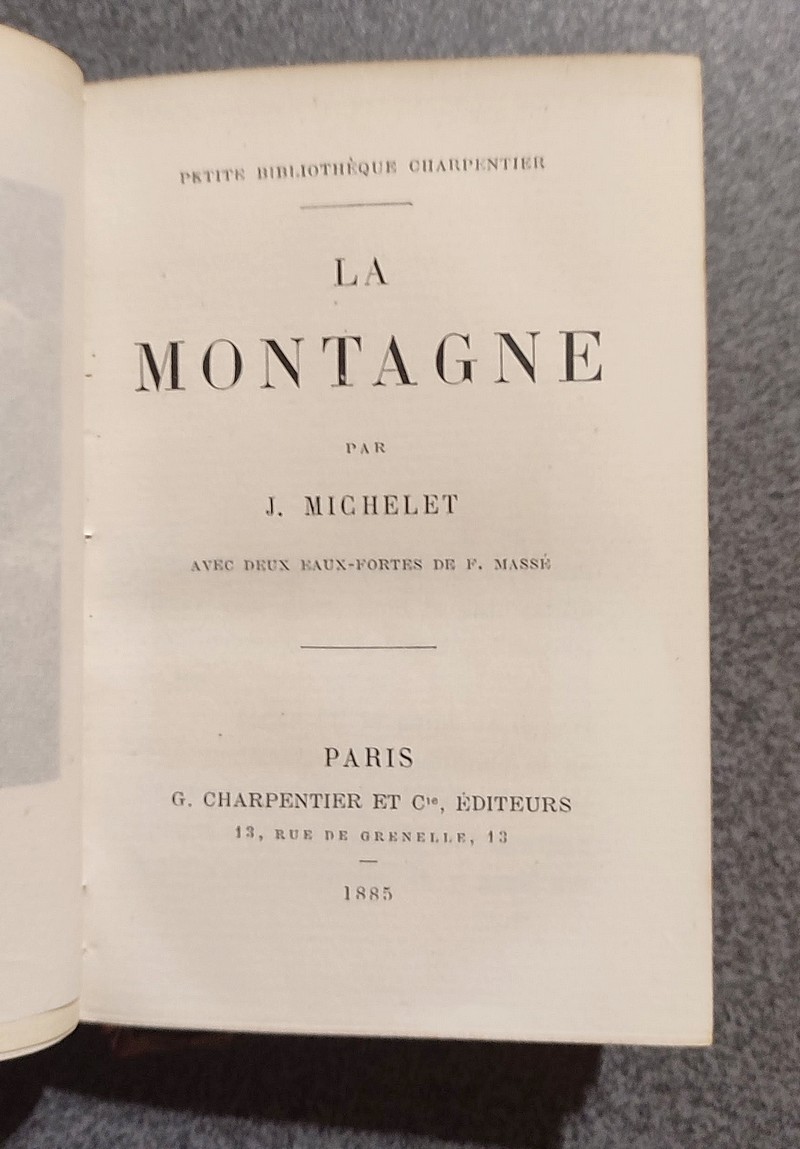 PETITE BIBLIOTHÈQUE CHARPENTIER
LA
MONTAGNE
PAR
J. MICHELET
AVEC DEUX EAUX-FORTES DE F. MASSÉ
PARIS
G. CHARPENTIER ET Cie, ÉDITEURS
13, RUE DE GRENELLE, 13
1885